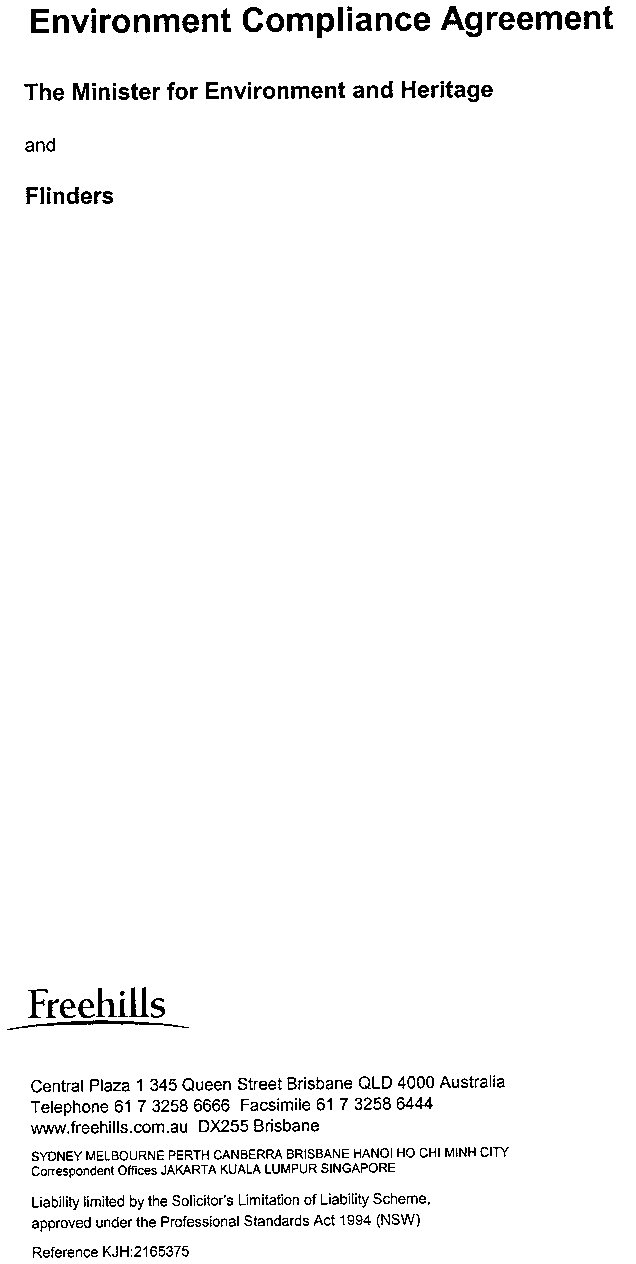 Environment Compliance Agreement
The Minister for Environment and Heritage
and
Flinders
Freehills
Central Plaza 1 345 Queen Street Brisbane QLD 4000 Australia
Telephone 61 7 3258 6666 Facsimile 61 7 3258 6444
www.freehills.com.au DX255 Brisbane
SYDNEY MELBOURNE PERTH CANBERRA BRISBANE HANOI HO CHI MINH CITY
Correspondent Offices JAKARTA KUALA LUMPUR SINGAPORE
Liability limited by the Solicitor's Limitation of Liability Scheme,
approved under the Professional Standards Act 1994 (NSW)
Reference KJH:2165375